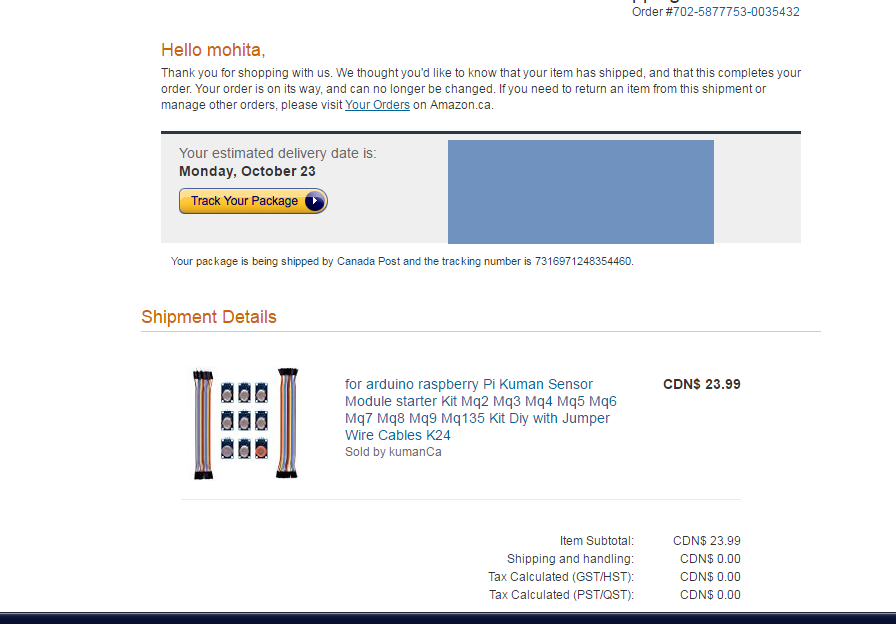 Order #702-5877753-0035432
Hello mohita,
Thank you for shopping with us. We thought you'd like to know that your item has shipped, and that this completes your
order. Your order is on its way, and can no longer be changed. If you need to return an item from this shipment or
manage other orders, please visit Your Orders on Amazon.ca.
Your estimated delivery date is:
Monday, October 23
Track Your Package
Your package is being shipped by Canada Post and the tracking number is 7316971248354460.
Shipment Details
for arduino raspberry Pi Kuman Sensor CDN$ 23.99
Module starter Kit Mq2 Mq3 Mq4 Mq5 Mq6
Mq7 Mq8 Mq9 Mq135 Kit Diy with Jumper
Wire Cables K24
Sold by kumanCa
Item Subtotal: CDN$ 23.99
Shipping and handling: CDN$ 0.00
Tax Calculated (GST/HST): CDN$ 0.00
Tax Calculated (PST/QST): CDN$ 0.00